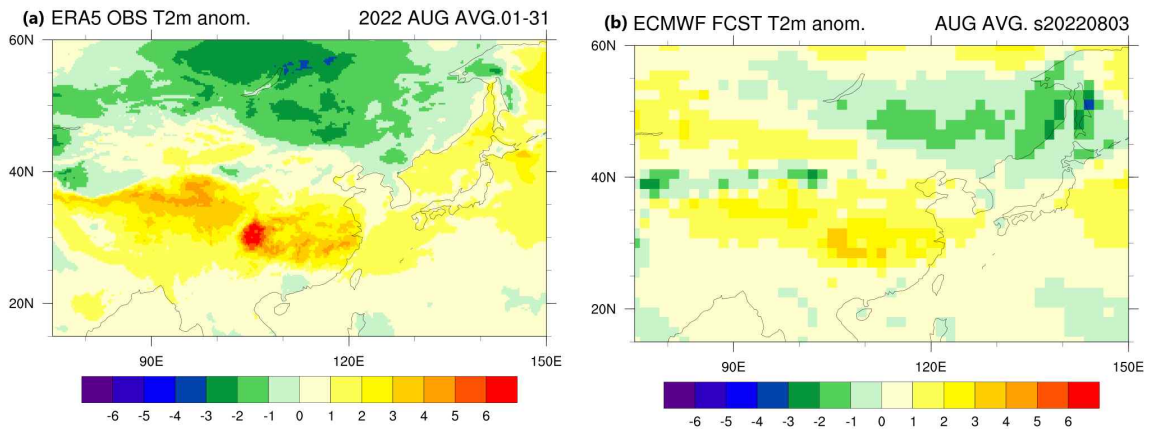 (a) ERA5 OBS T2m anom. 2022 AUG AVG.01-31
60N
40N
20N
90E 120E 150E
-6 -5 -4 -3 -2 -1 0 1 2 3 4 5 6
(b) ECMWF FCST T2m anom. AUG AVG. s20220803
60N
40N
20N
90E 120E 150E
-6 -5 -4 -3 -2 -1 0 1 2 3 4 5 6